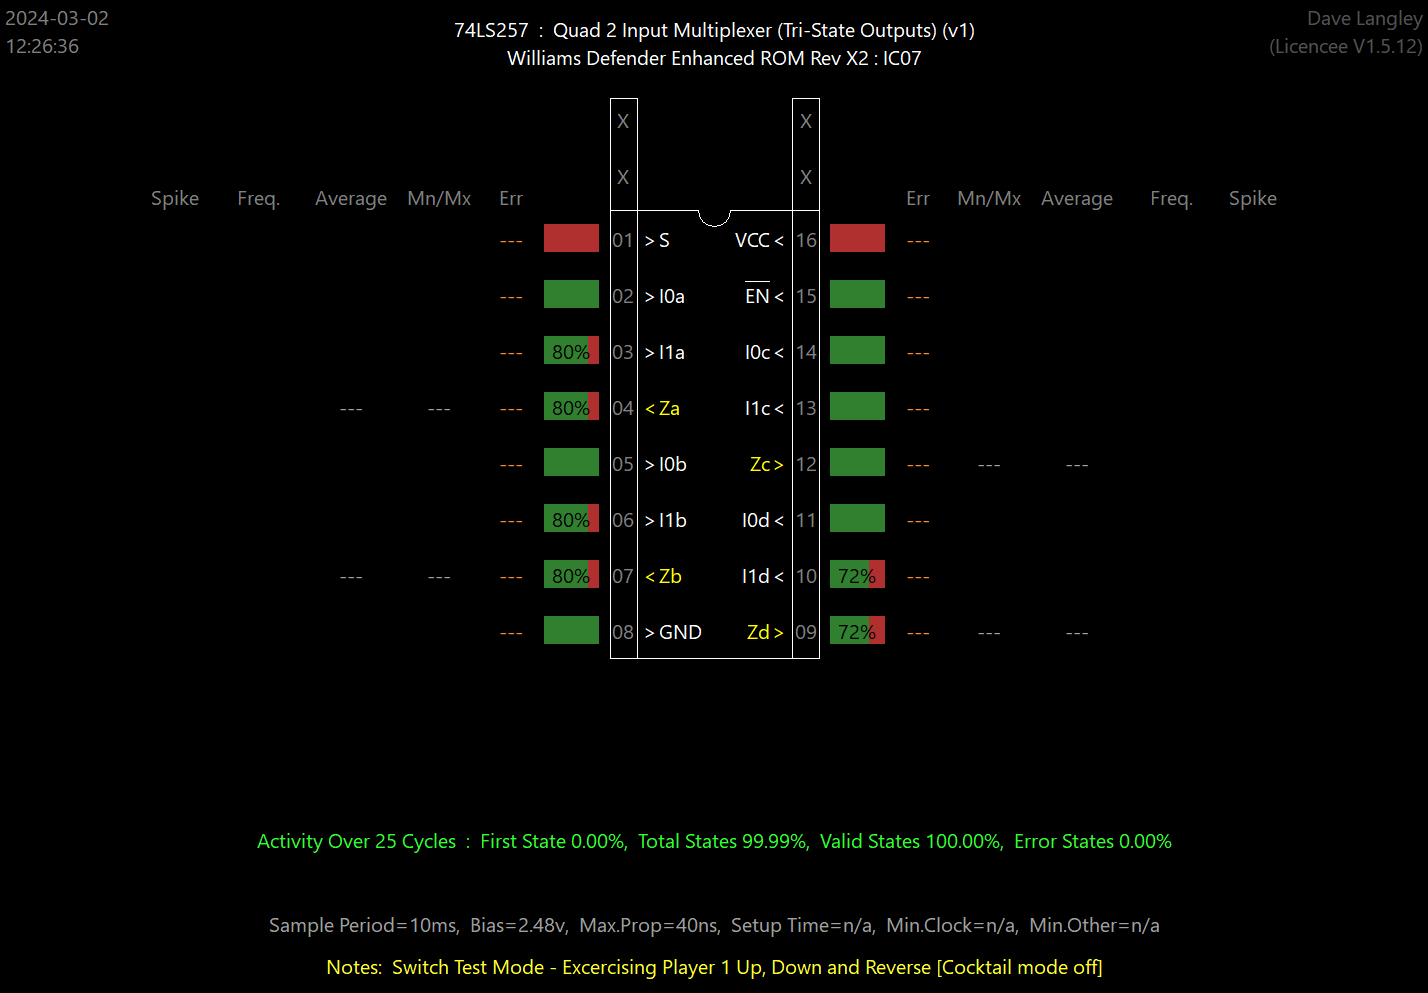 2024-03-02
12:26:36
74LS257 : Quad 2 Input Multiplexer (Tri-State Outputs) (v1)
Williams Defender Enhanced ROM Rev X2 : IC07
Dave Langley
(Licencee V1.5.12)
X X
X X
Spike Freq. Average Mn/Mx Err Err Mn/Mx Average Freq. Spike
--- 01 > S VCC < 16 ---
--- 02 > I0a EN < 15 ---
--- 80% 03 > I1a I0c < 14 ---
--- --- --- 80% 04 < Za I1c < 13 ---
--- 05 > I0b Zc > 12 --- --- ---
--- 80% 06 > I1b I0d < 11 ---
--- --- --- 80% 07 < Zb I1d < 10 72% ---
--- 08 > GND Zd > 09 72% --- --- ---
Activity Over 25 Cycles : First State 0.00%, Total States 99.99%, Valid States 100.00%, Error States 0.00%
Sample Period=10ms, Bias=2.48v, Max.Prop=40ns, Setup Time=n/a, Min.Clock=n/a, Min.Other=n/a
Notes: Switch Test Mode - Excercising Player 1 Up, Down and Reverse [Cocktail mode off]